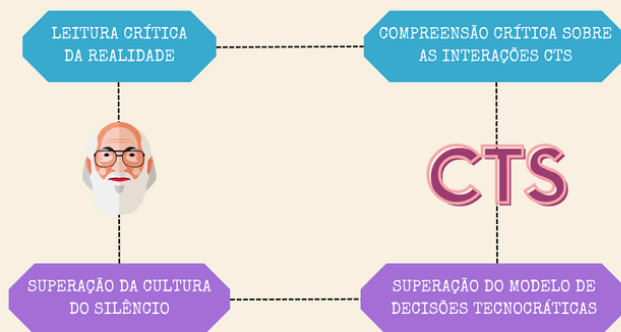 LEITURA CRÍTICA
DA REALIDADE
COMPREENSÃO CRÍTICA SOBRE
AS INTERAÇÕES CTS
CTS
SUPERAÇÃO DA CULTURA
DO SILÊNCIO
SUPERAÇÃO DO MODELO DE
DECISÕES TECNOCRÁTICAS